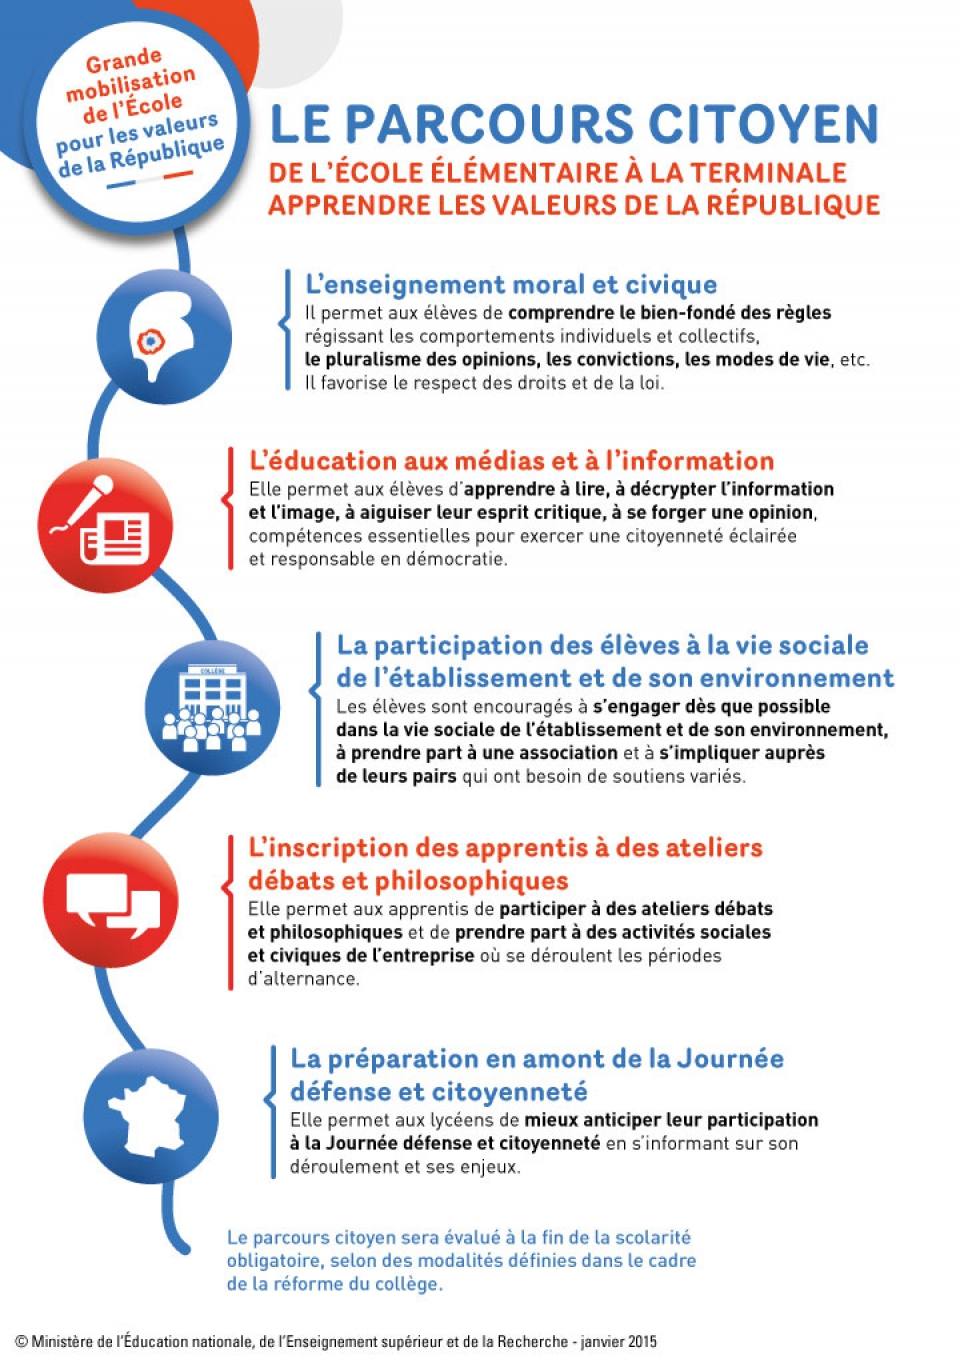 Grande
mobilisation
de l'École
pour les valeurs
de la République
LE PARCOURS CITOYEN
DE L'ÉCOLE ÉLÉMENTAIRE À LA TERMINALE
APPRENDRE LES VALEURS DE LA RÉPUBLIQUE
L'enseignement moral et civique
Il permet aux élèves de comprendre le bien-fondé des règles
régissant les comportements individuels et collectifs,
le pluralisme des opinions, les convictions, les modes de vie, etc.
Il favorise le respect des droits et de la loi.
L'éducation aux médias et à l'information
Elle permet aux élèves d'apprendre à lire, à décrypter l'information
et l'image, à aiguiser leur esprit critique, à se forger une opinion,
compétences essentielles pour exercer une citoyenneté éclairée
et responsable en démocratie.
COLLÈGE
La participation des élèves à la vie sociale
de l'établissement et de son environnement
Les élèves sont encouragés à s'engager dès que possible
dans la vie sociale de l'établissement et de son environnement,
à prendre part à une association et à s'impliquer auprès
de leurs pairs qui ont besoin de soutiens variés.
L'inscription des apprentis à des ateliers
débats et philosophiques
Elle permet aux apprentis de participer à des ateliers débats
et philosophiques et de prendre part à des activités sociales
et civiques de l'entreprise où se déroulent les périodes
d'alternance.
La préparation en amont de la Journée
défense et citoyenneté
Elle permet aux lycéens de mieux anticiper leur participation
à la Journée défense et citoyenneté en s'informant sur son
déroulement et ses enjeux.
Le parcours citoyen sera évalué à la fin de la scolarité
obligatoire, selon des modalités définies dans le cadre
de la réforme du collège.
© Ministère de l'Éducation nationale, de l'Enseignement supérieur et de la Recherche - janvier 2015